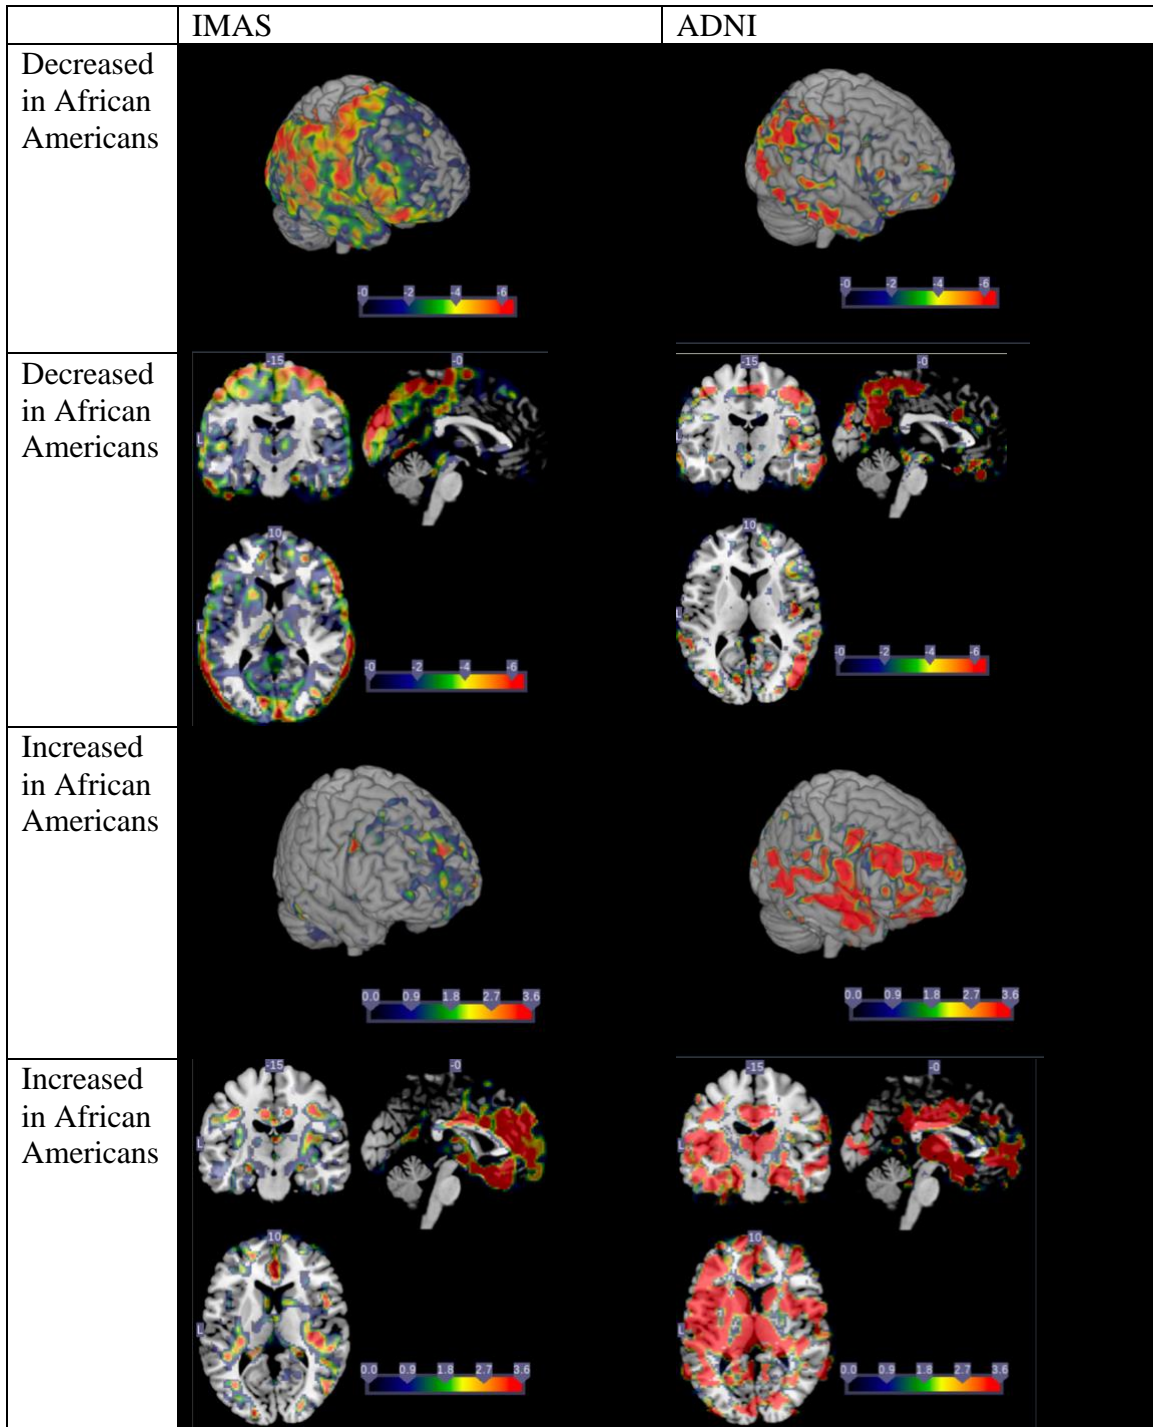 IMAS
ADNI
Decreased
in African
Americans
-0 -2 -4 -6
-0 -2 -4 -6
Decreased
in African
Americans
-15
-0
-15
-0
L
L
10
10
L
L
-0 -2 -4 -6
-0 -2 -4 -6
Increased
in African
Americans
0.0 0.9 1.8 2.7 3.6
0.0 0.9 1.8 2.7 3.6
Increased
in African
Americans
-15
-0
-15
-0
L
L
10
10
L
L
0.0 0.9 1.8 2.7 3.6
0.0 0.9 1.8 2.7 3.6